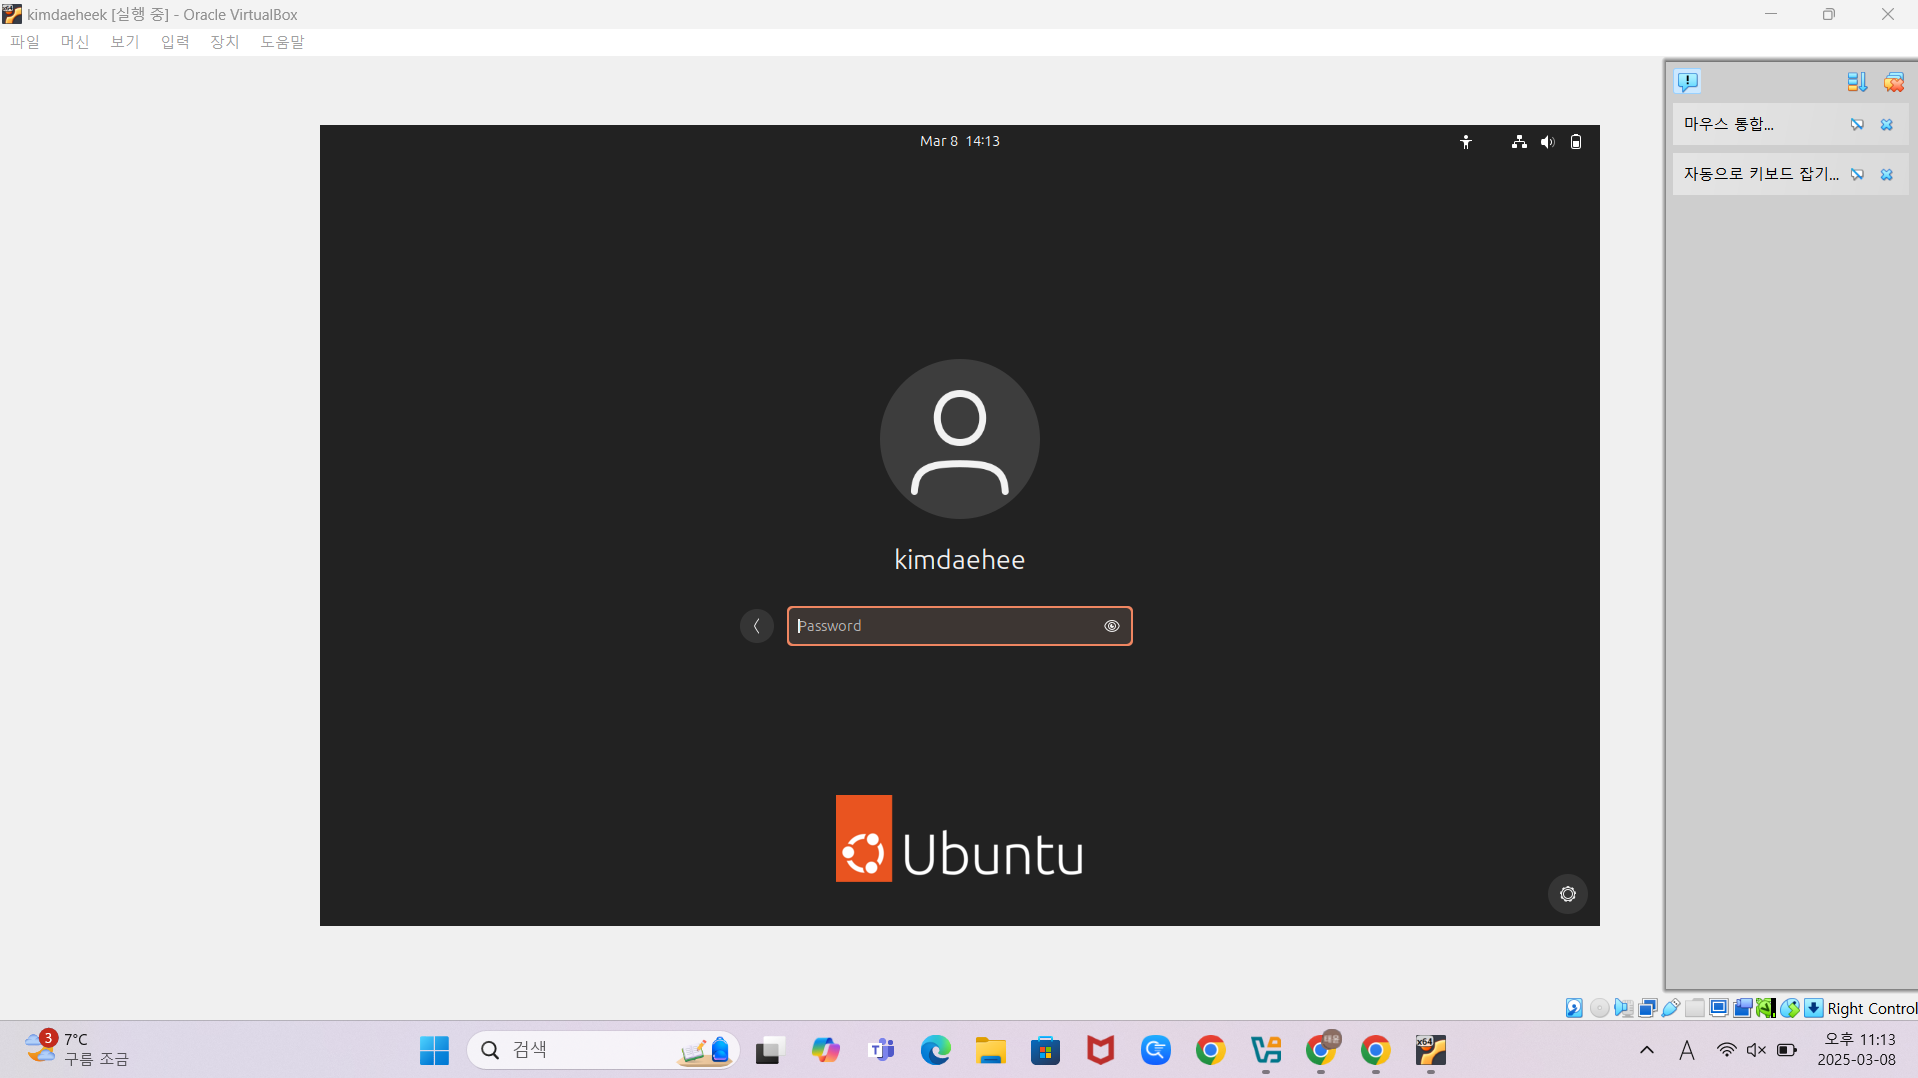 kimdaeheek [실행 중] - Oracle VirtualBox
파일 머신 보기 입력 장치 도움말
마우스 통합...
자동으로 키보드 잡기...
Mar 8 14:13
kimdaehee
Password
Ubuntu
Right Control
3
7°C
구름 조금
검색
태윤
x64
A
오후 11:13
2025-03-08